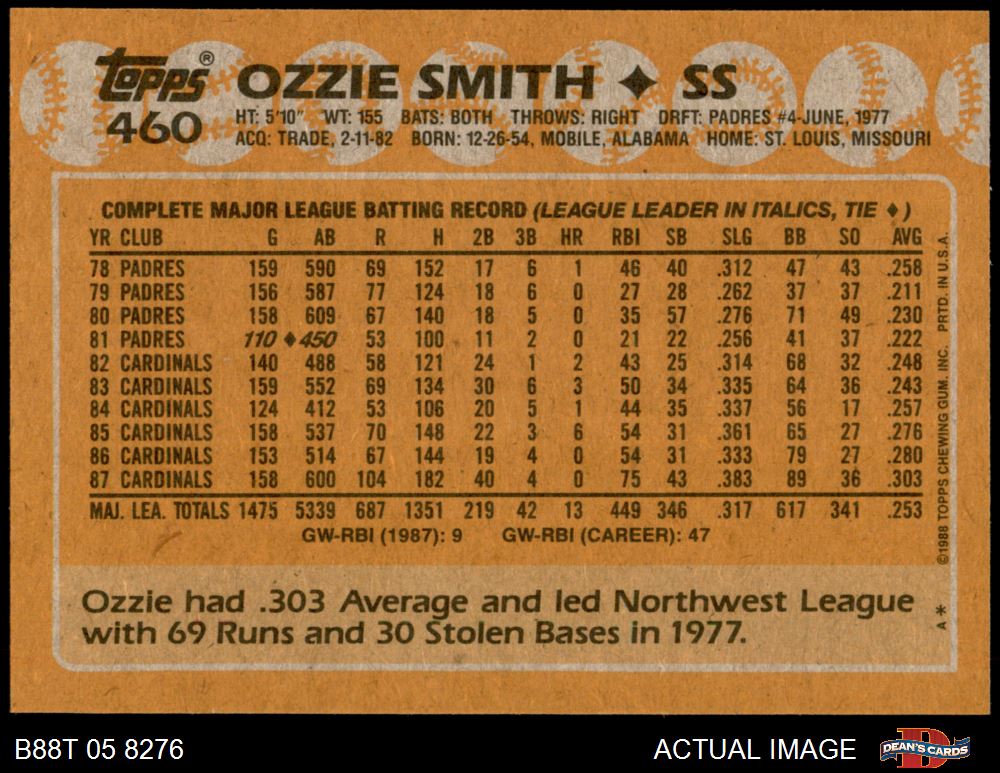 topps® OZZIE SMITH ♦ SS
460 HT: 5'10" WT: 155 BATS: BOTH THROWS: RIGHT DRFT: PADRES #4-JUNE, 1977
ACQ: TRADE, 2-11-82 BORN: 12-26-54, MOBILE, ALABAMA HOME: ST. LOUIS, MISSOURI
COMPLETE MAJOR LEAGUE BATTING RECORD (LEAGUE LEADER IN ITALICS, TIE ♦)
YR CLUB G AB R H 2B 3B HR RBI SB SLG BB SO AVG
78 PADRES 159 590 69 152 17 6 1 46 40 .312 47 43 .258
79 PADRES 156 587 77 124 18 6 0 27 28 .262 37 37 .211
80 PADRES 158 609 67 140 18 5 0 35 57 .276 71 49 .230
81 PADRES 110 ♦450 53 100 11 2 0 21 22 .256 41 37 .222
82 CARDINALS 140 488 58 121 24 1 2 43 25 .314 68 32 .248
83 CARDINALS 159 552 69 134 30 6 3 50 34 .335 64 36 .243
84 CARDINALS 124 412 53 106 20 5 1 44 35 .337 56 17 .257
85 CARDINALS 158 537 70 148 22 3 6 54 31 .361 65 27 .276
86 CARDINALS 153 514 67 144 19 4 0 54 31 .333 79 27 .280
87 CARDINALS 158 600 104 182 40 4 0 75 43 .383 89 36 .303
MAJ. LEA. TOTALS 1475 5339 687 1351 219 42 13 449 346 .317 617 341 .253
GW-RBI (1987): 9 GW-RBI (CAREER): 47
©1988 TOPPS CHEWING GUM, INC. PRTD. IN U.S.A.
Ozzie had .303 Average and led Northwest League
with 69 Runs and 30 Stolen Bases in 1977.
A*
B88T 05 8276 ACTUAL IMAGE DEAN'S CARDS